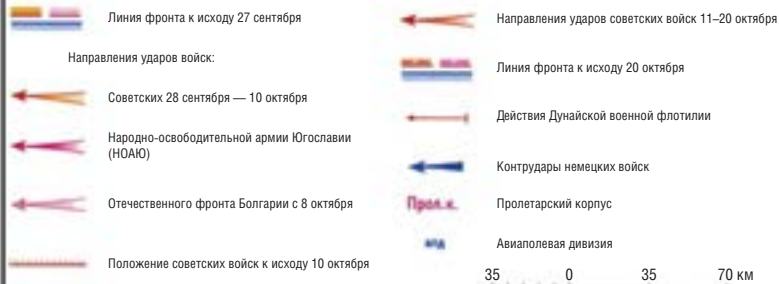 Линия фронта к исходу 27 сентября
Направления ударов войск:
Советских 28 сентября — 10 октября
Народно-освободительной армии Югославии
(НОАЮ)
Отечественного фронта Болгарии с 8 октября
Положение советских войск к исходу 10 октября
Направления ударов советских войск 11–20 октября
Линия фронта к исходу 20 октября
Действия Дунайской военной флотилии
Контрудары немецких войск
Прол.к. Пролетарский корпус
апд Авиаполевая дивизия
35 0 35 70 км